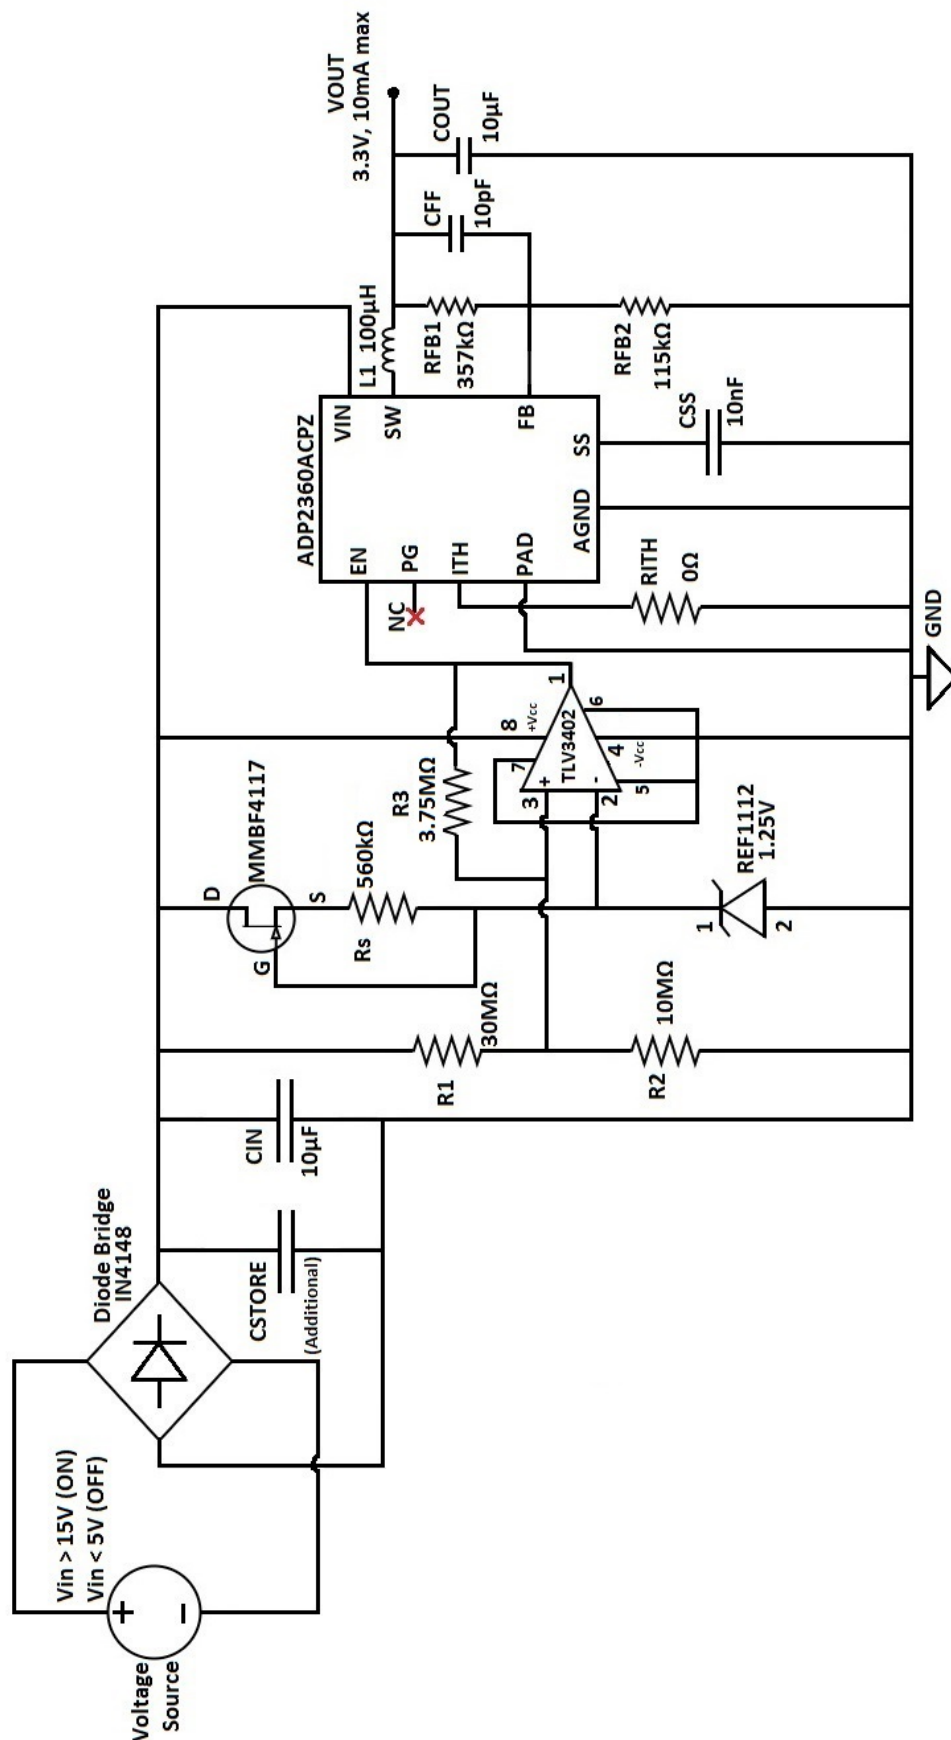 Voltage
Source
+
−
Vin > 15V (ON)
Vin < 5V (OFF)
Diode Bridge
IN4148
CSTORE
(Additional)
CIN
10µF
R1
30MΩ
R2
10MΩ
D
G
S
MMBF4117
Rs
560kΩ
REF1112
1.25V
1
2
R3
3.75MΩ
TLV3402
3
+
2
-
7
8
+Vcc
4
-Vcc
5
6
1
ADP2360ACPZ
EN
PG
NC
ITH
PAD
AGND
SS
VIN
SW
FB
RITH
0Ω
CSS
10nF
L1 100µH
RFB1
357kΩ
RFB2
115kΩ
CFF
10pF
COUT
10µF
VOUT
3.3V, 10mA max
GND